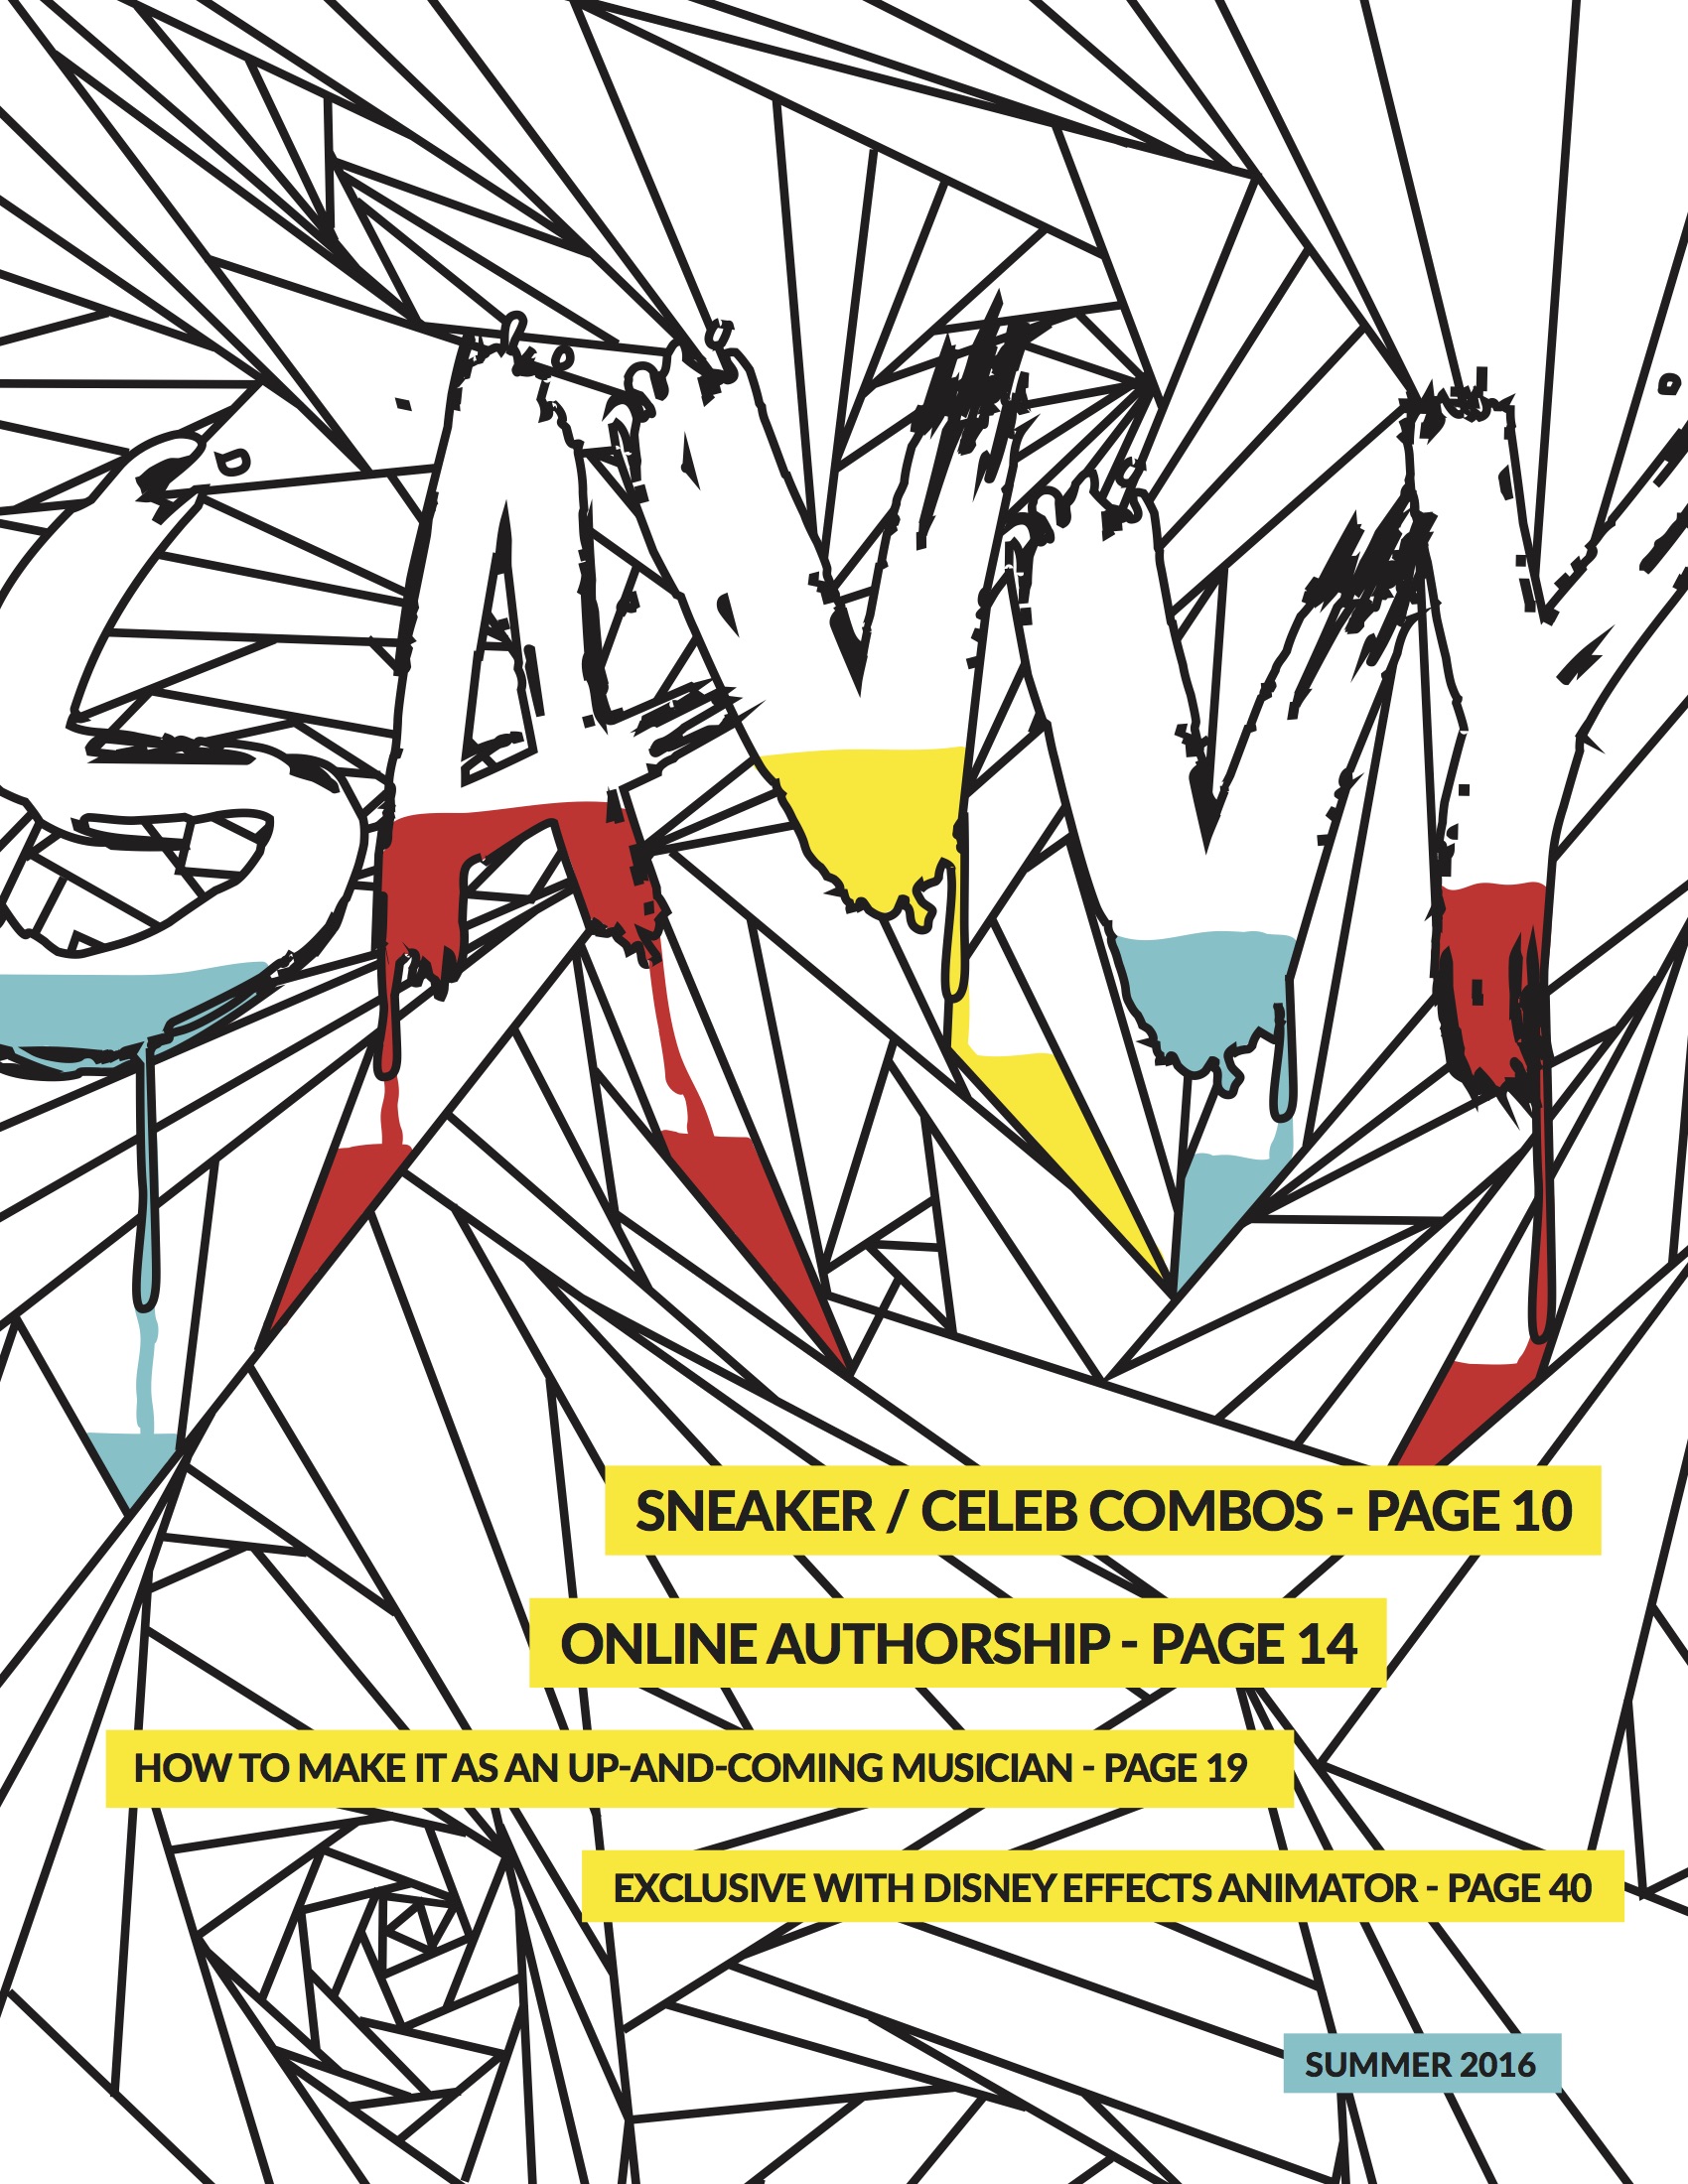 SAVVY
SNEAKER / CELEB COMBOS - PAGE 10
ONLINE AUTHORSHIP - PAGE 14
HOW TO MAKE IT AS AN UP-AND-COMING MUSICIAN - PAGE 19
EXCLUSIVE WITH DISNEY EFFECTS ANIMATOR - PAGE 40
SUMMER 2016